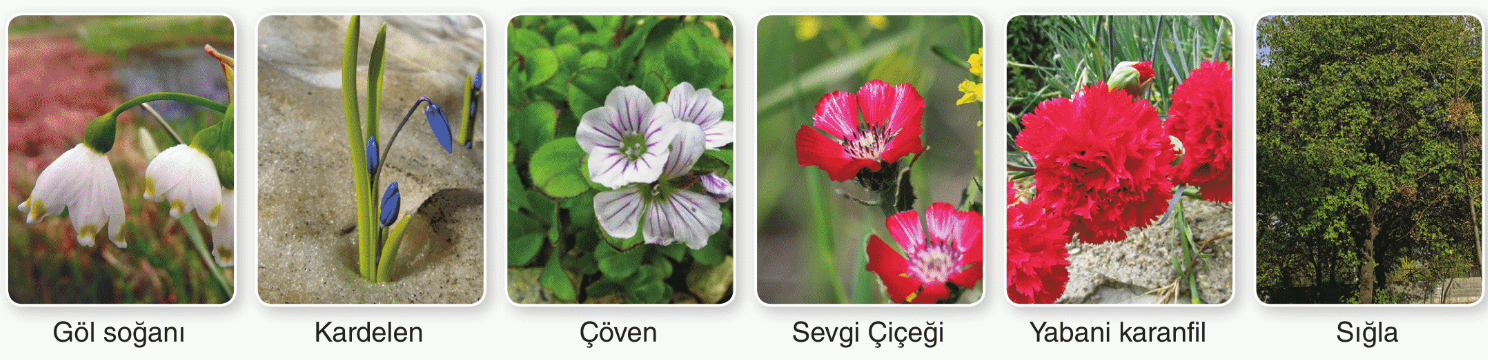 Göl soğanı Kardelen Çöven Sevgi Çiçeği Yabani karanfil Sığla